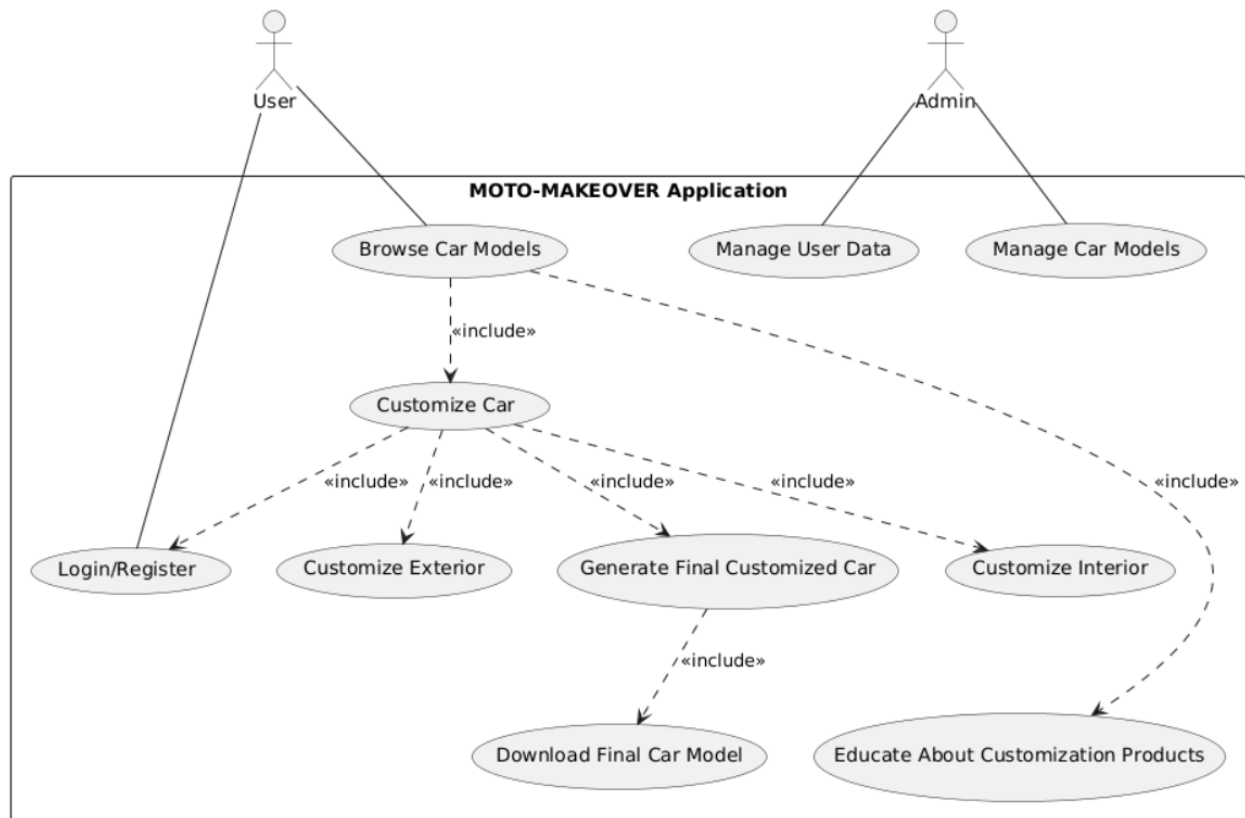 User
Admin
MOTO-MAKEOVER Application
Browse Car Models
Manage User Data
Manage Car Models
«include»
Customize Car
«include»
«include»
«include»
«include»
«include»
Login/Register
Customize Exterior
Generate Final Customized Car
Customize Interior
«include»
Download Final Car Model
Educate About Customization Products